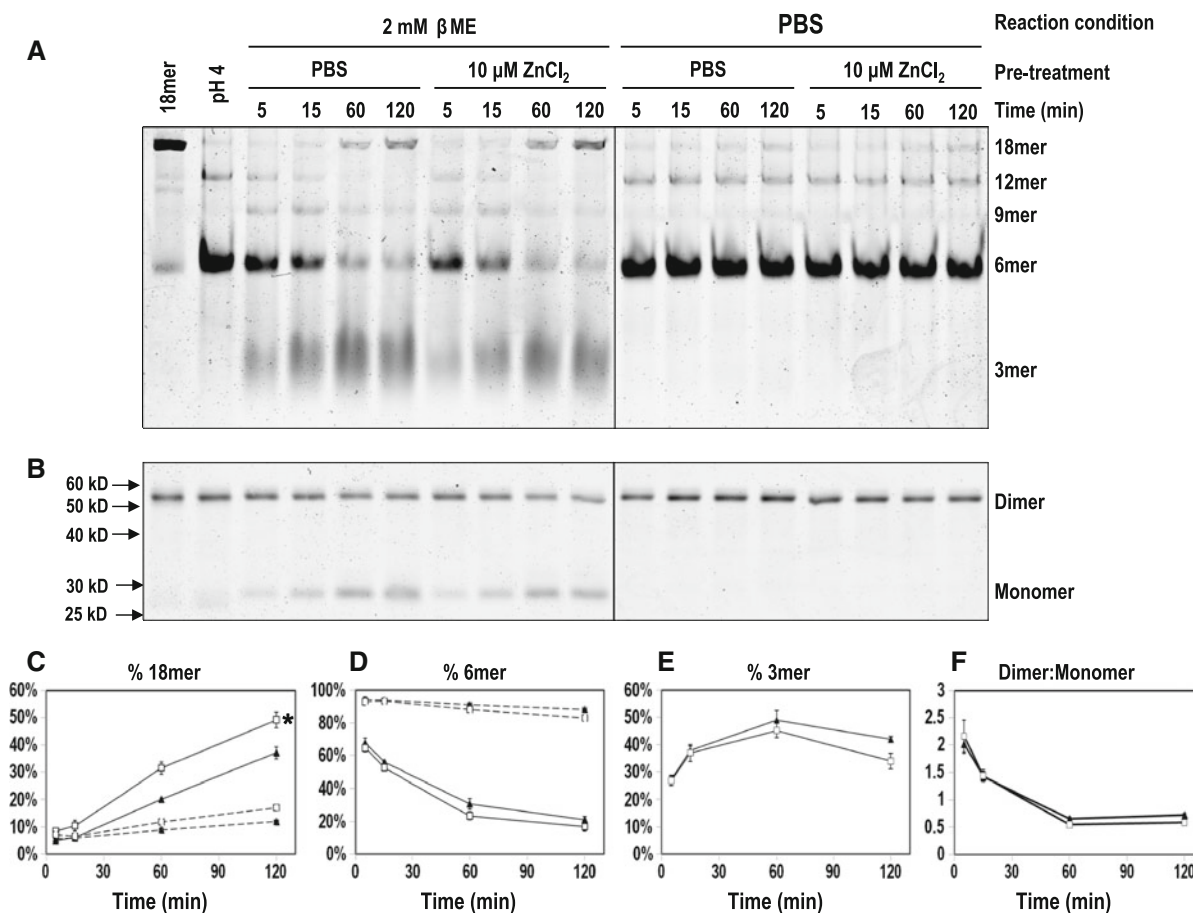 A
2 mM β ME
PBS
Reaction condition
18mer
pH 4
PBS
10 µM ZnCl₂
PBS
10 µM ZnCl₂
Pre-treatment
5 15 60 120 5 15 60 120 5 15 60 120 5 15 60 120 Time (min)
18mer
12mer
9mer
6mer
3mer
B
60 kD
50 kD
40 kD
30 kD
25 kD
Dimer
Monomer
C
% 18mer
60%
50%
40%
30%
20%
10%
0%
*
0 30 60 90 120
Time (min)
D
% 6mer
100%
80%
60%
40%
20%
0%
0 30 60 90 120
Time (min)
E
% 3mer
60%
50%
40%
30%
20%
10%
0%
0 30 60 90 120
Time (min)
F
Dimer:Monomer
3
2.5
2
1.5
1
0.5
0
0 30 60 90 120
Time (min)